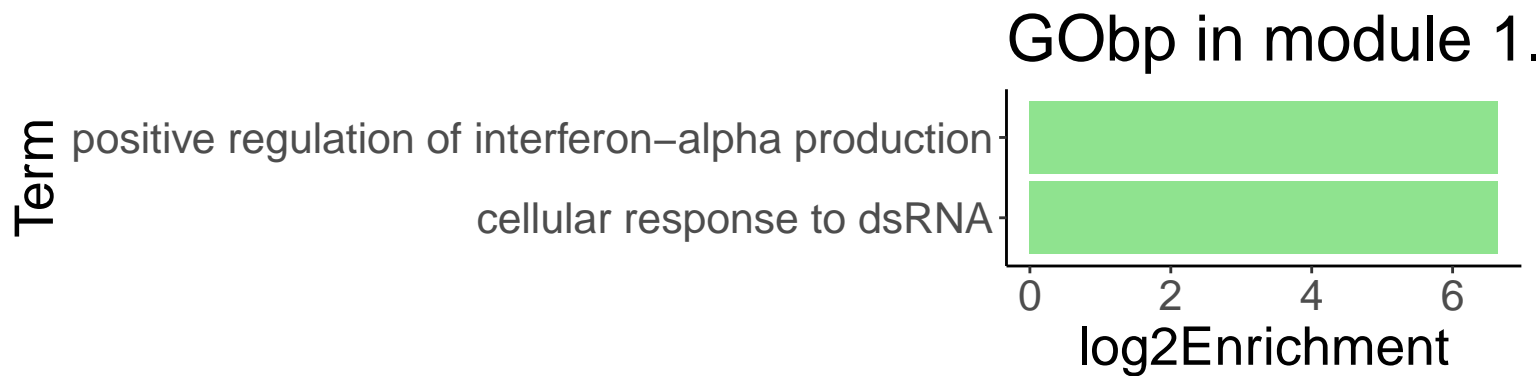 GObp in module 1.
Term
positive regulation of interferon−alpha production
cellular response to dsRNA
0 2 4 6
log2Enrichment